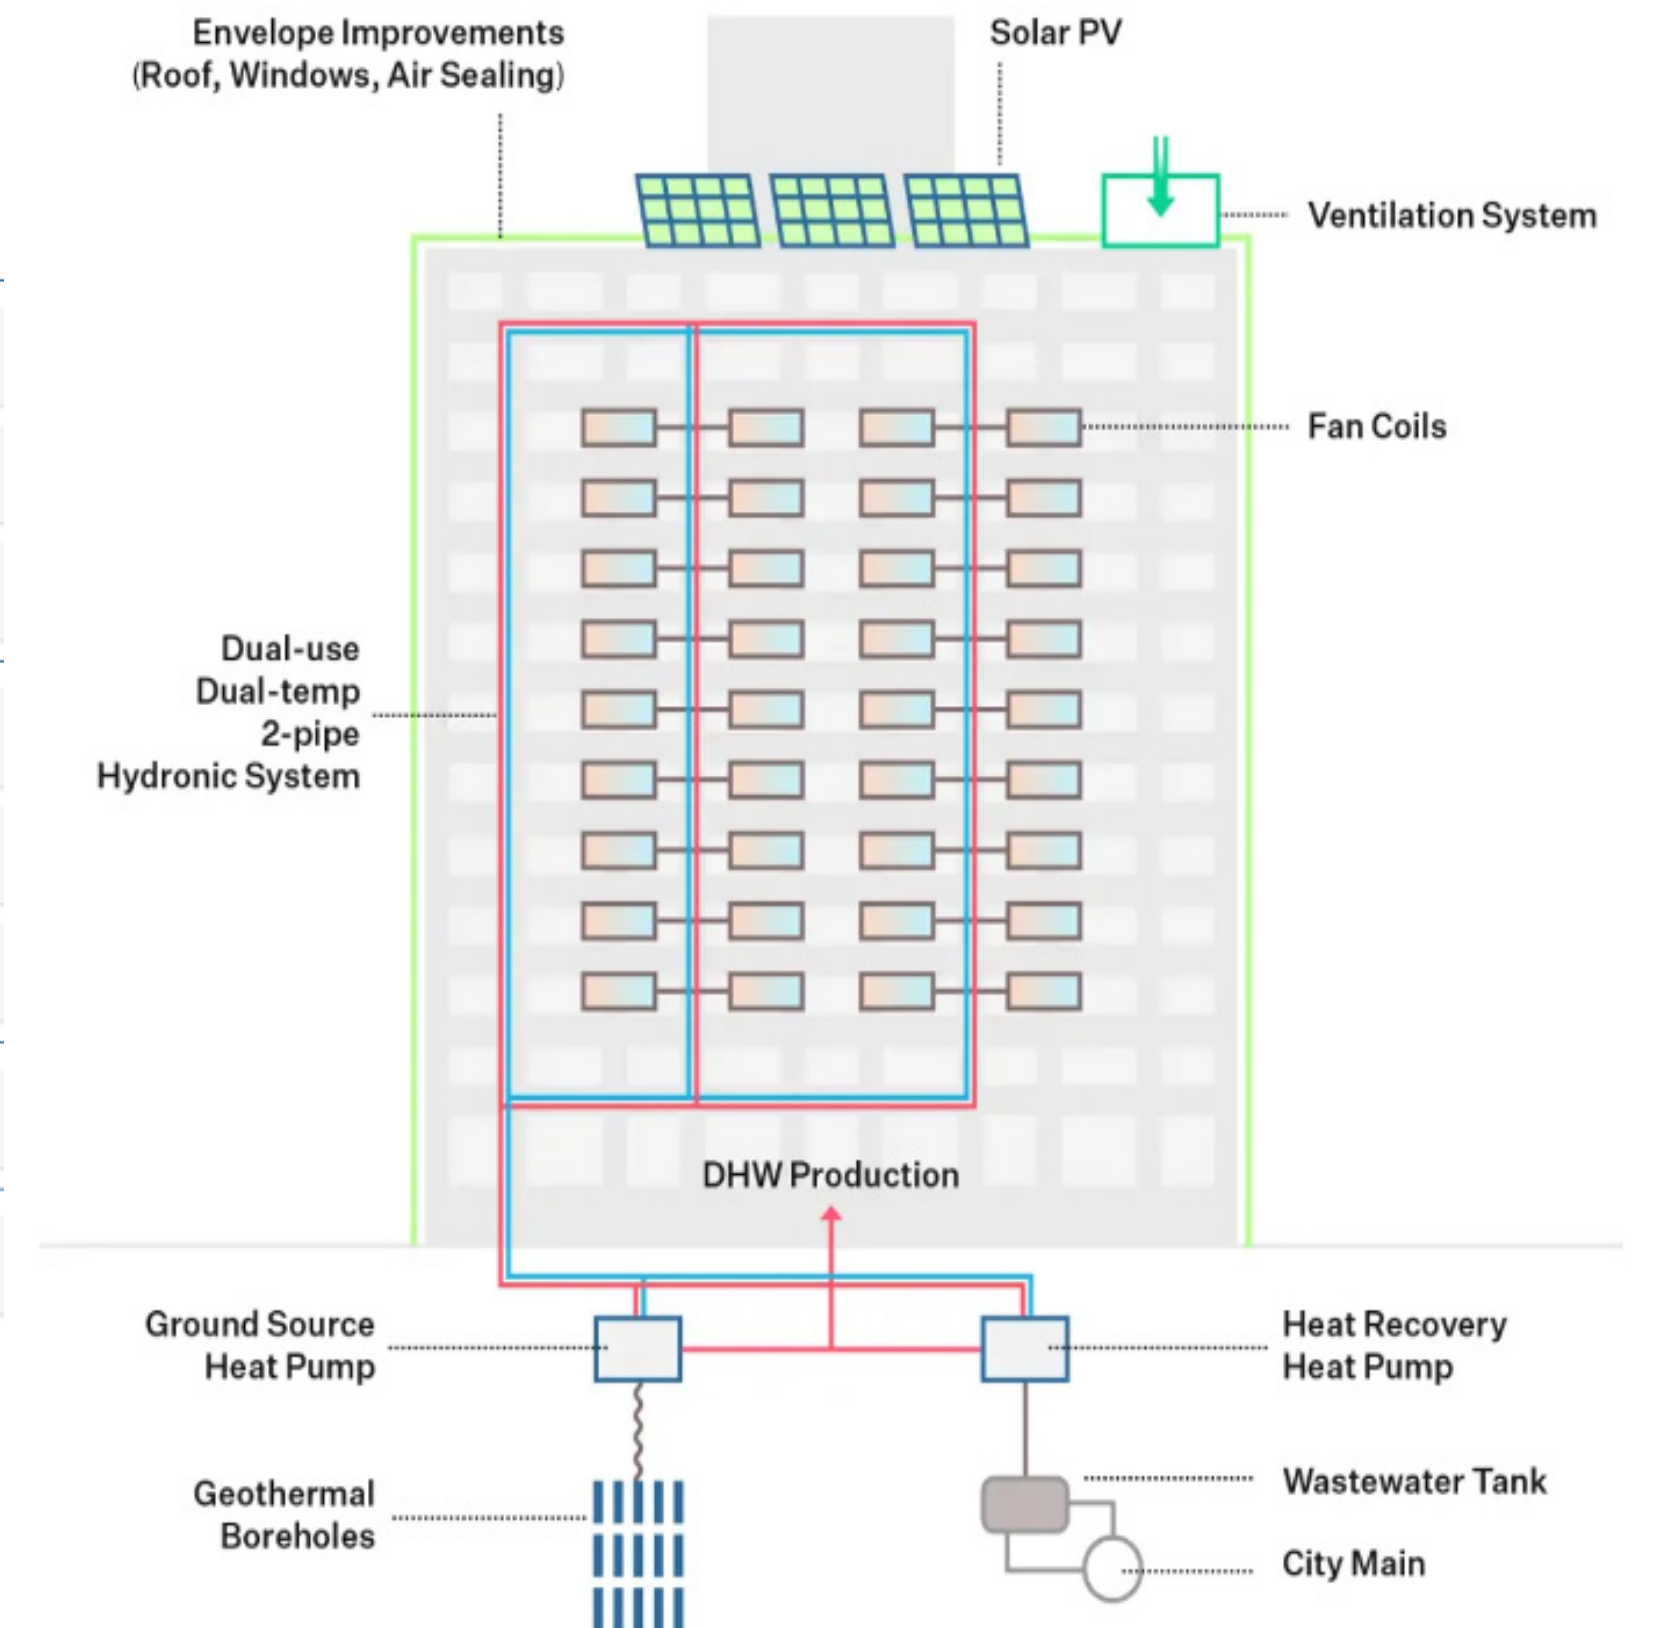 Envelope Improvements
(Roof, Windows, Air Sealing)
Solar PV
Ventilation System
Fan Coils
Dual-use
Dual-temp
2-pipe
Hydronic System
DHW Production
Ground Source
Heat Pump
Heat Recovery
Heat Pump
Geothermal
Boreholes
Wastewater Tank
City Main